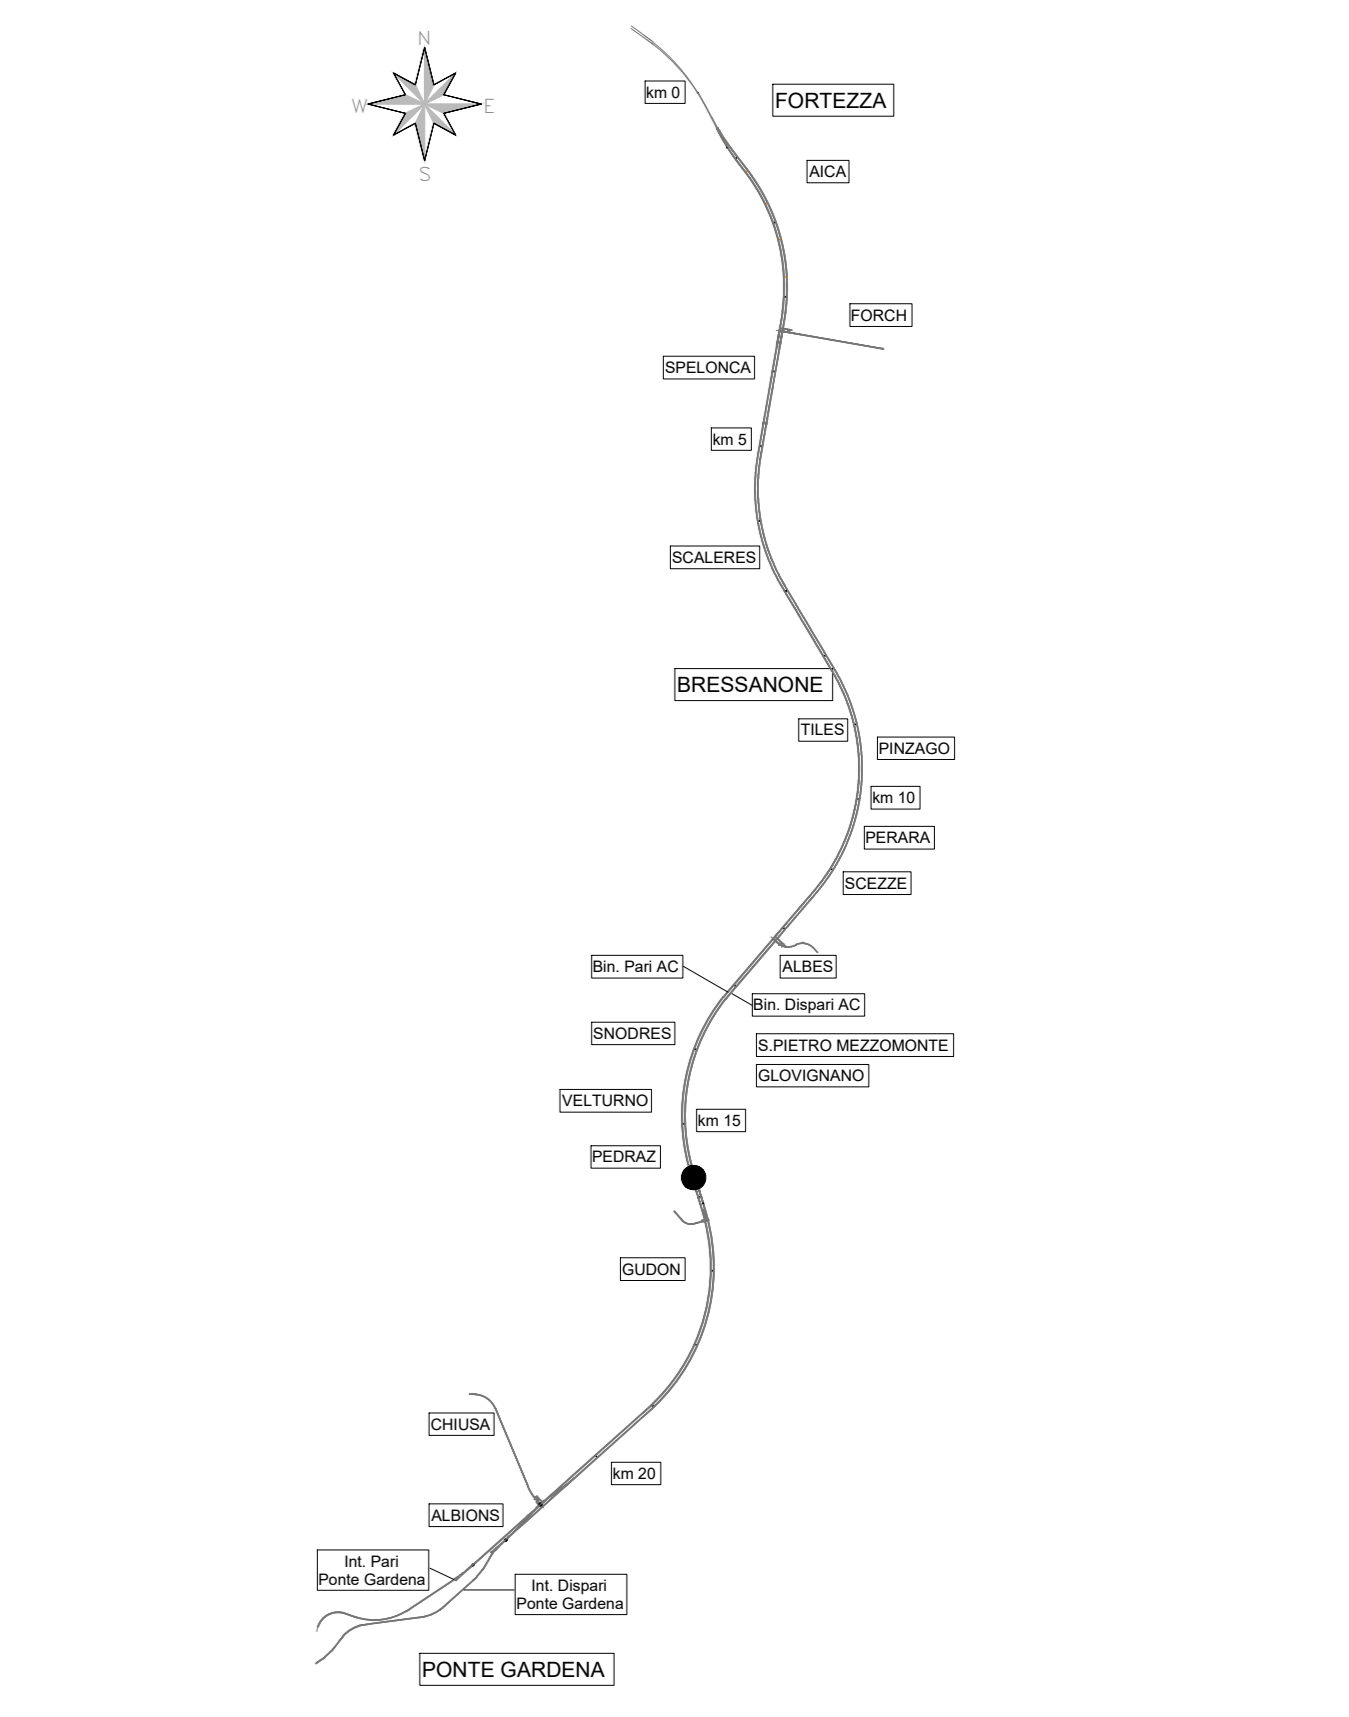 N
W
E
S
km 0
FORTEZZA
AICA
FORCH
SPELONCA
km 5
SCALERES
BRESSANONE
TILES
PINZAGO
km 10
PERARA
SCEZZE
Bin. Pari AC
ALBES
Bin. Dispari AC
SNODRES
S.PIETRO MEZZOMONTE
GLOVIGNANO
VELTURNO
km 15
PEDRAZ
GUDON
CHIUSA
km 20
ALBIONS
Int. Pari
Ponte Gardena
Int. Dispari
Ponte Gardena
PONTE GARDENA